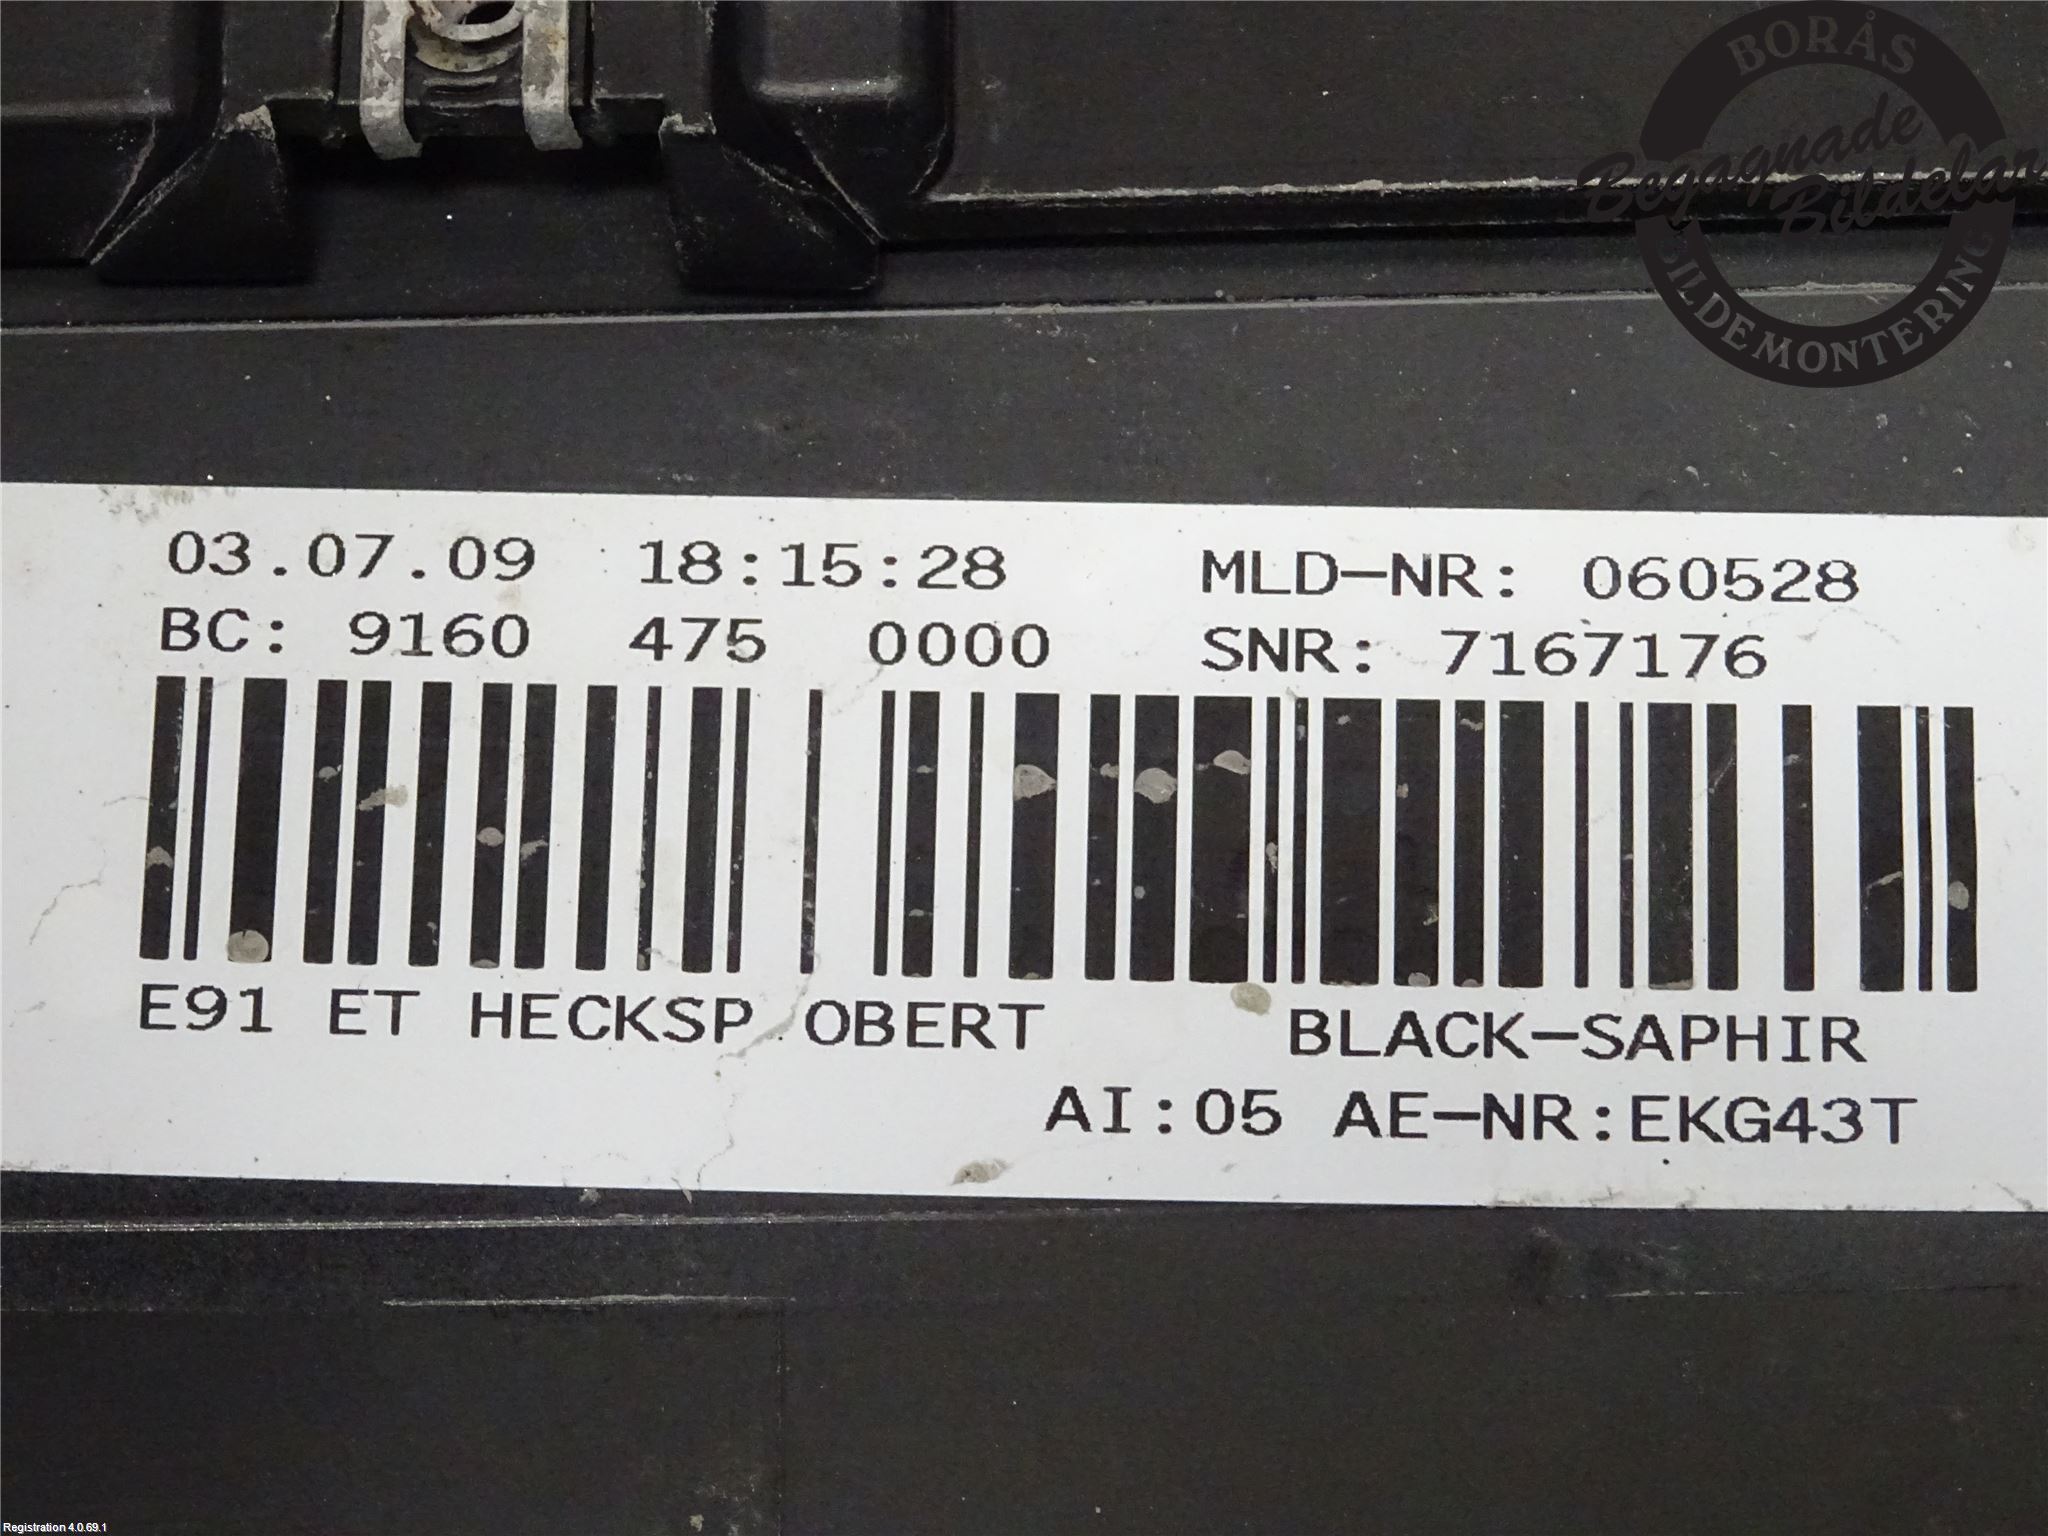 BORÅS
Begagnade
Bildelar
BILDEMONTERING
03.07.09 18:15:28 MLD-NR: 060528
BC: 9160 475 0000 SNR: 7167176
E91 ET HECKSP OBERT BLACK-SAPHIR
AI:05 AE-NR:EKG43T
Registration 4.0.69.1